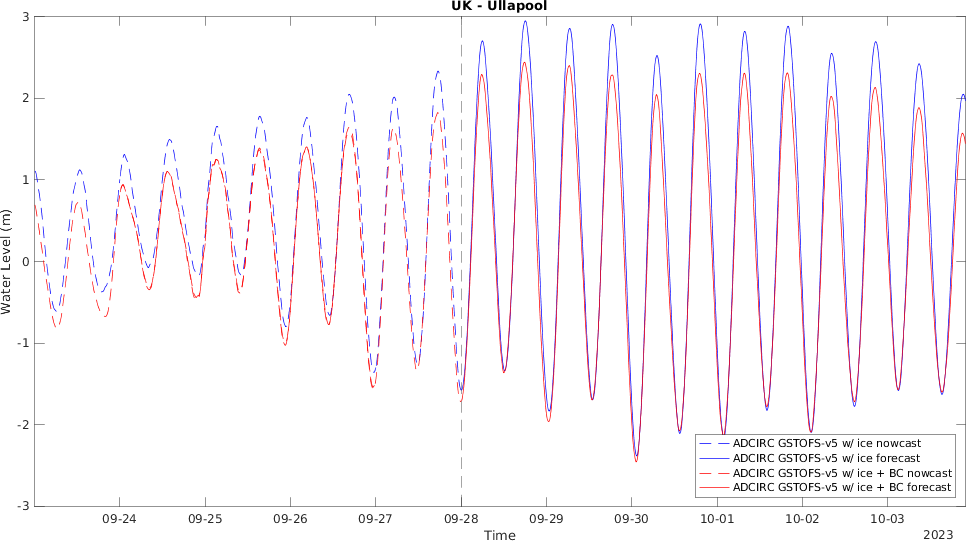 UK - Ullapool
Water Level (m)
3
2
1
0
-1
-2
-3
ADCIRC GSTOFS-v5 w/ ice nowcast
ADCIRC GSTOFS-v5 w/ ice forecast
ADCIRC GSTOFS-v5 w/ ice + BC nowcast
ADCIRC GSTOFS-v5 w/ ice + BC forecast
09-24 09-25 09-26 09-27 09-28 09-29 09-30 10-01 10-02 10-03
Time
2023